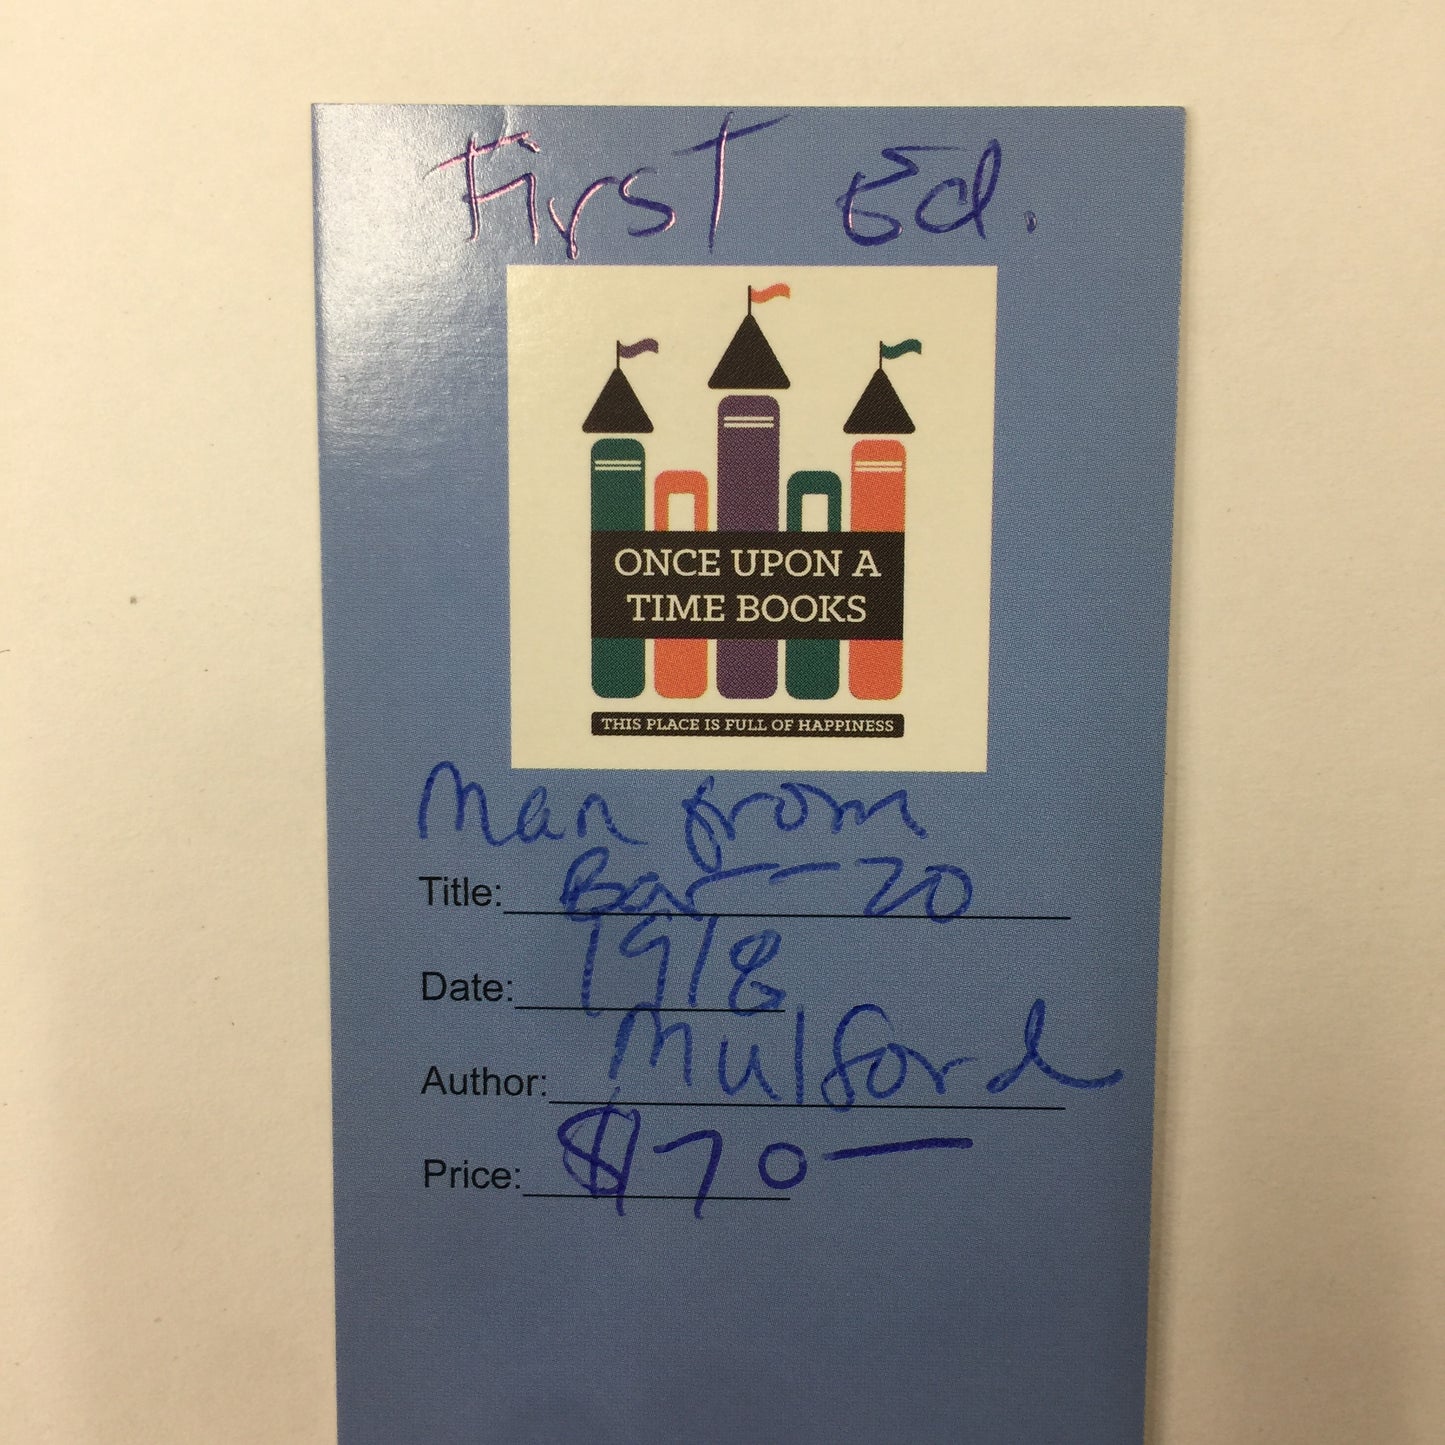 First Ed.
ONCE UPON A
TIME BOOKS
THIS PLACE IS FULL OF HAPPINESS
Man from
Title: Bar-20
Date: 1918
Author: Mulford
Price: $70—